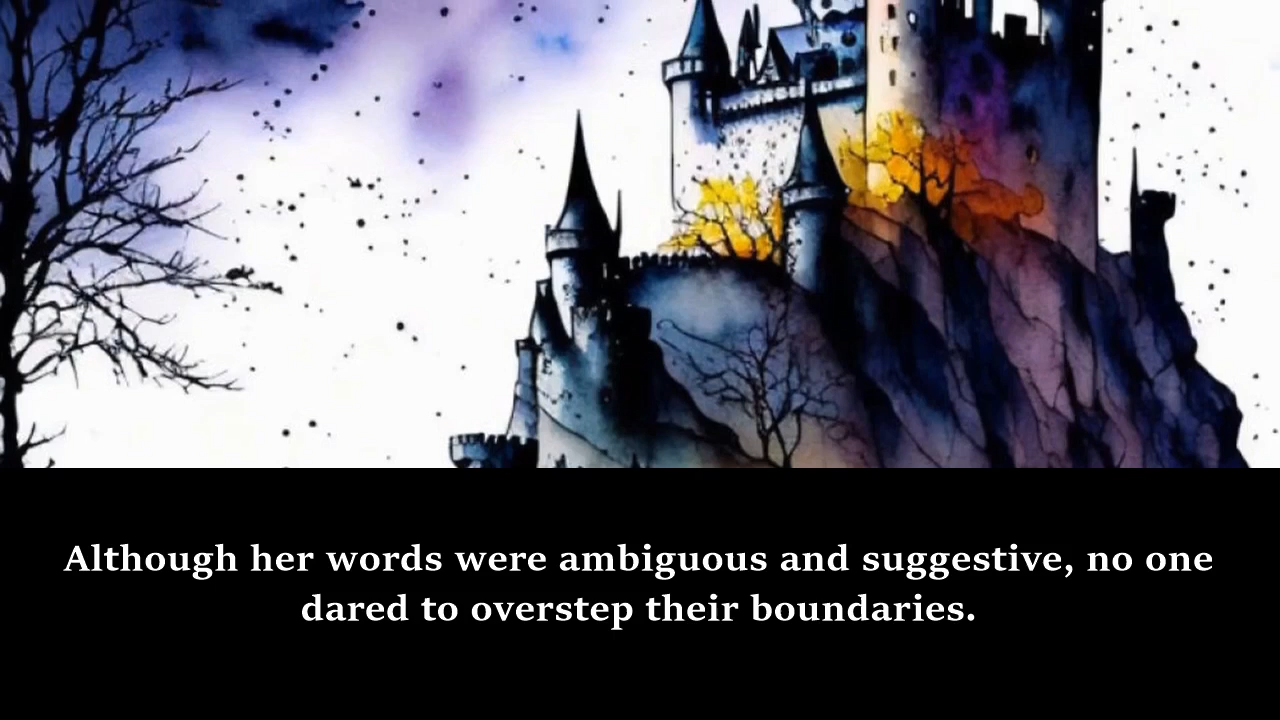 Although her words were ambiguous and suggestive, no one
dared to overstep their boundaries.